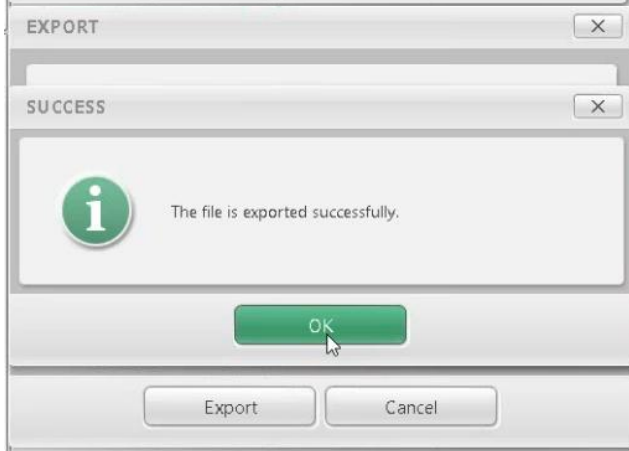 EXPORT
SUCCESS
The file is exported successfully.
OK
Export Cancel